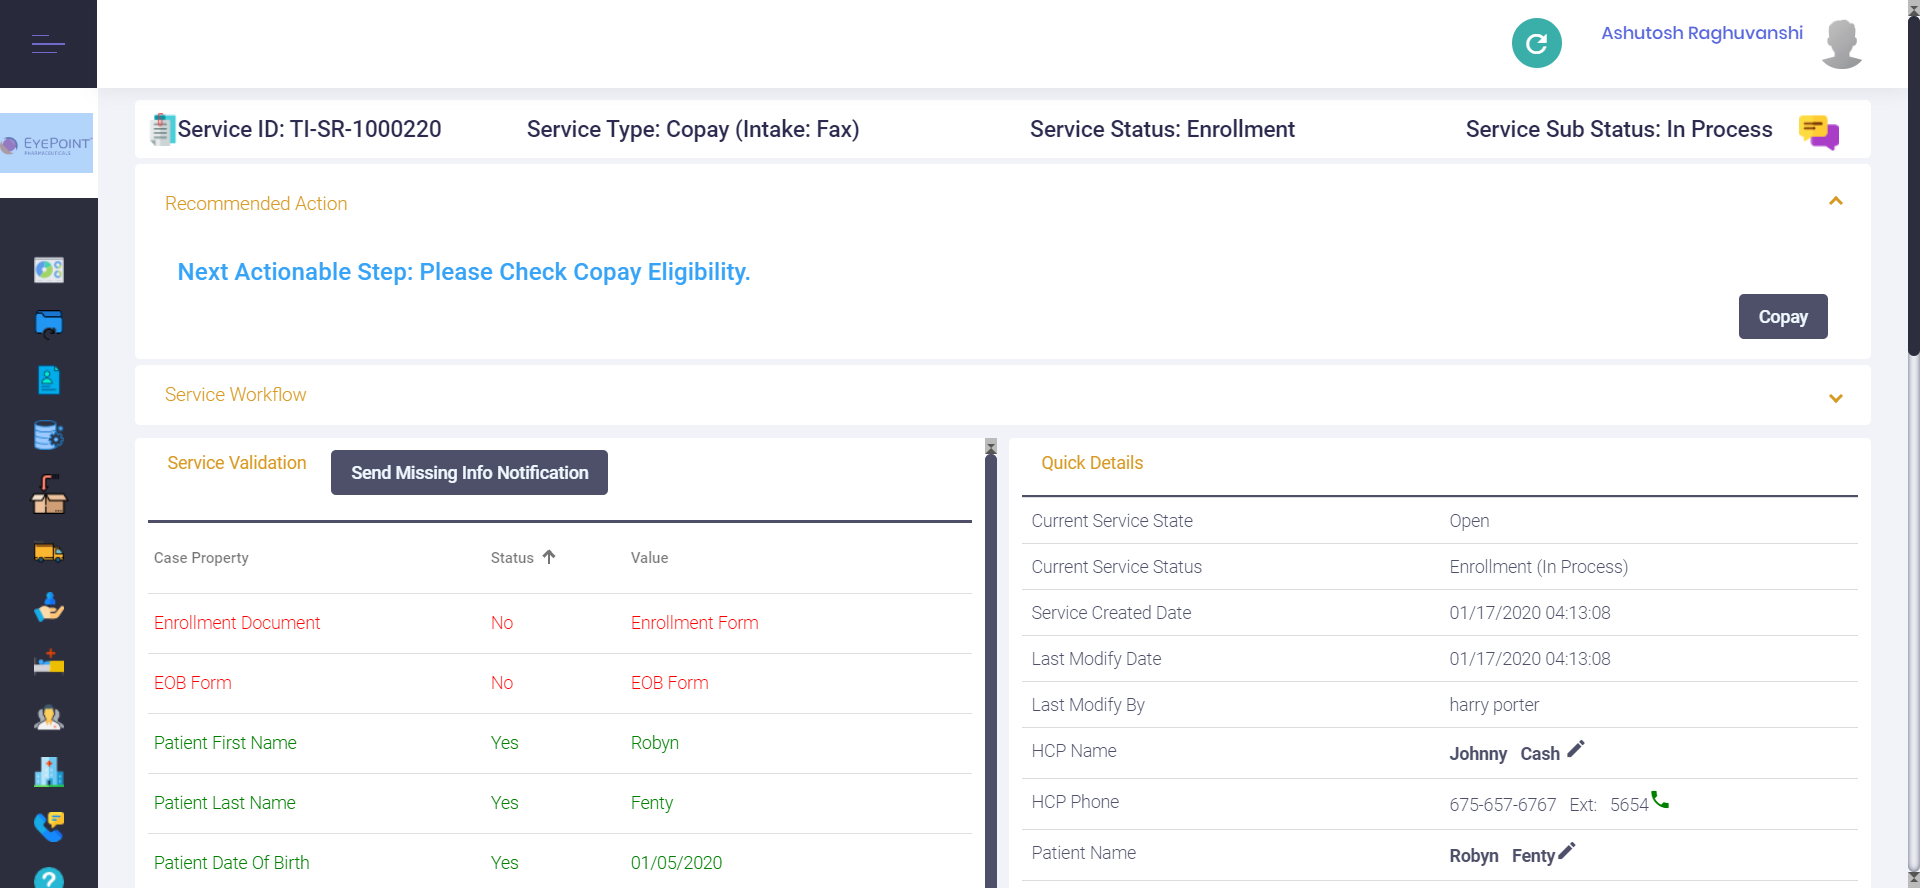 Ashutosh Raghuvanshi
EYEPOINT
PHARMACEUTICALS
Service ID: TI-SR-1000220
Service Type: Copay (Intake: Fax)
Service Status: Enrollment
Service Sub Status: In Process
Recommended Action
Next Actionable Step: Please Check Copay Eligibility.
Copay
Service Workflow
Service Validation
Send Missing Info Notification
Case Property Status Value
Enrollment Document No Enrollment Form
EOB Form No EOB Form
Patient First Name Yes Robyn
Patient Last Name Yes Fenty
Patient Date Of Birth Yes 01/05/2020
Quick Details
Current Service State Open
Current Service Status Enrollment (In Process)
Service Created Date 01/17/2020 04:13:08
Last Modify Date 01/17/2020 04:13:08
Last Modify By harry porter
HCP Name Johnny Cash
HCP Phone 675-657-6767 Ext: 5654
Patient Name Robyn Fenty